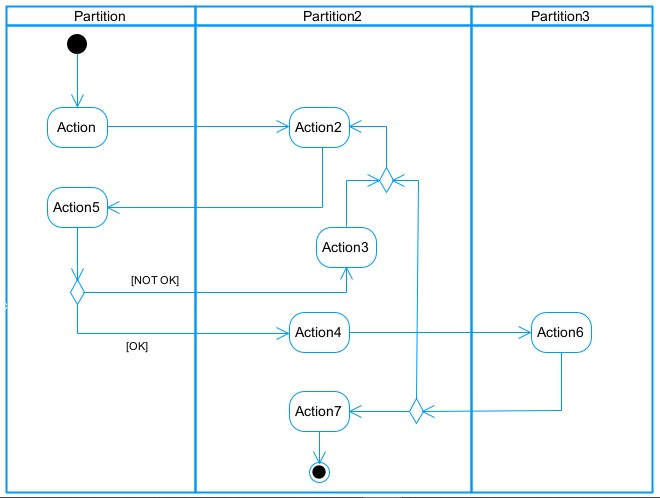 Partition
Partition2
Partition3
Action
Action2
Action5
Action3
[NOT OK]
Action4
Action6
[OK]
Action7